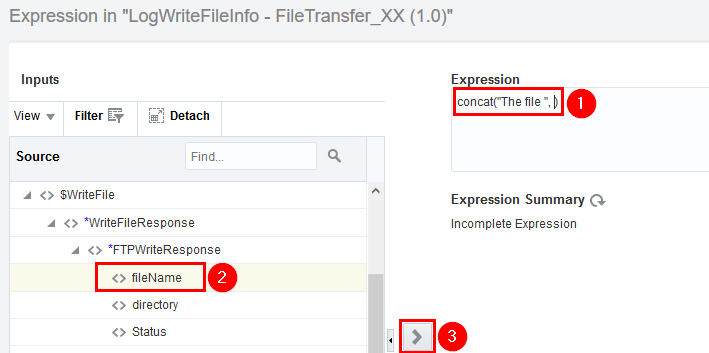 Expression in "LogWriteFileInfo - FileTransfer_XX (1.0)"
Inputs
View
Filter
Detach
Source
Find...
$WriteFile
*WriteFileResponse
*FTPWriteResponse
fileName
2
directory
Status
3
Expression
concat("The file ", )
1
Expression Summary
Incomplete Expression